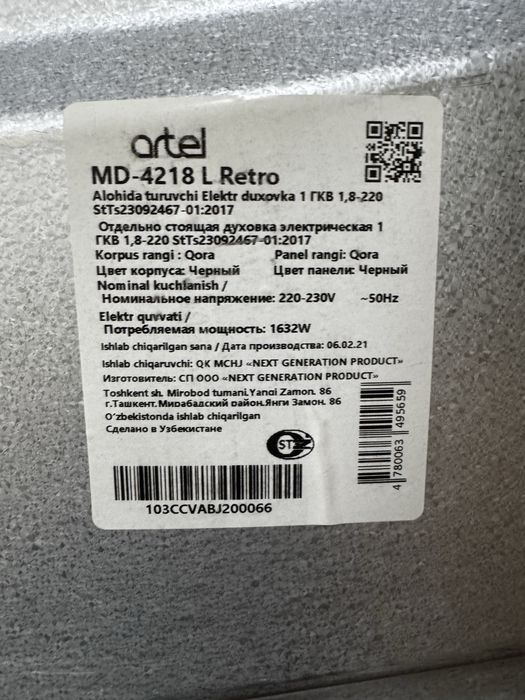 artel
MD-4218 L Retro
Alohida turuvchi Elektr duxovka 1 ГКВ 1,8-220
StTs23092467-01:2017
Отдельно стоящая духовка электрическая 1
ГКВ 1,8-220 StTs23092467-01:2017
Korpus rangi : Qora Panel rangi: Qora
Цвет корпуса: Черный Цвет панели: Черный
Nominal kuchlanish /
Номинальное напряжение: 220-230V ~50Hz
Elektr quvvati /
Потребляемая мощность: 1632W
Ishlab chiqarilgan sana / Дата производства: 06.02.21
Ishlab chiqaruvchi: QK MCHJ «NEXT GENERATION PRODUCT»
Изготовитель: СП ООО «NEXT GENERATION PRODUCT»
Toshkent sh. Mirobod tumani,Yangi Zamon. 86
г.Ташкент.Мирабадский район.Янги Замон. 86
O'zbekistonda ishlab chiqarilgan
Сделано в Узбекистане
ST
103CCVABJ200066
4 780063 495659